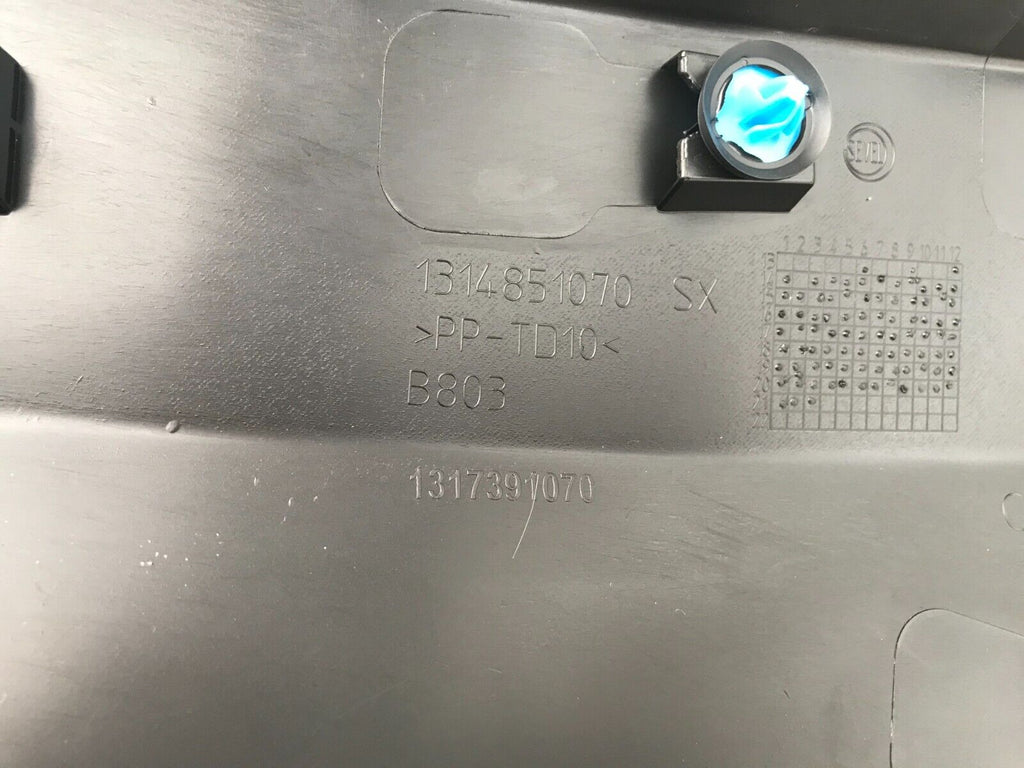 SEVEL
1 2 3 4 5 6 7 8 9 10 11 12
1314851070 SX
>PP-TD10<
B803
1317391070